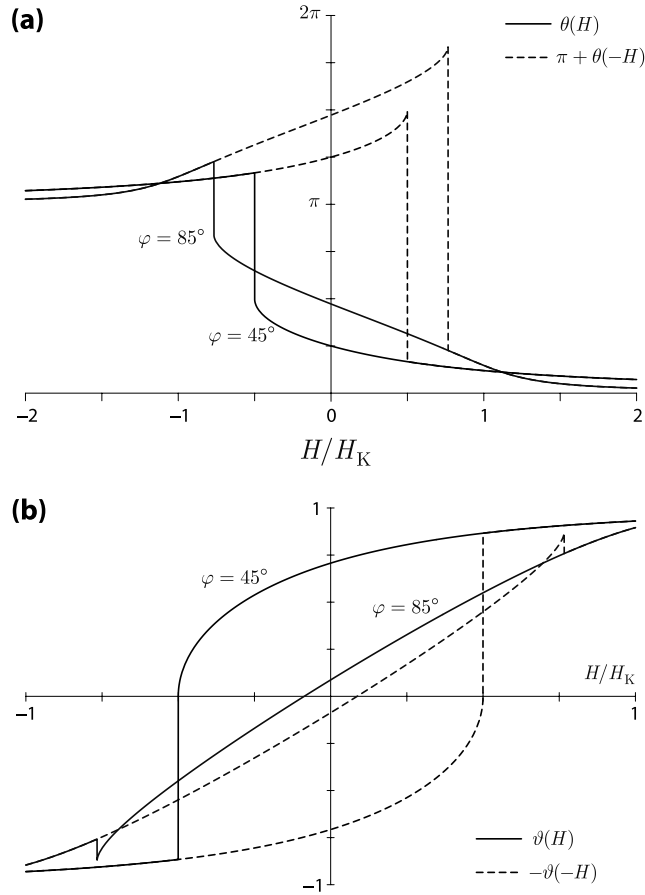 (a)
2π
θ(H)
π + θ(−H)
π
φ = 85°
φ = 45°
−2
−1
0
1
2
H/H_K
(b)
1
φ = 45°
φ = 85°
H/H_K
−1
1
ϑ(H)
−ϑ(−H)
−1